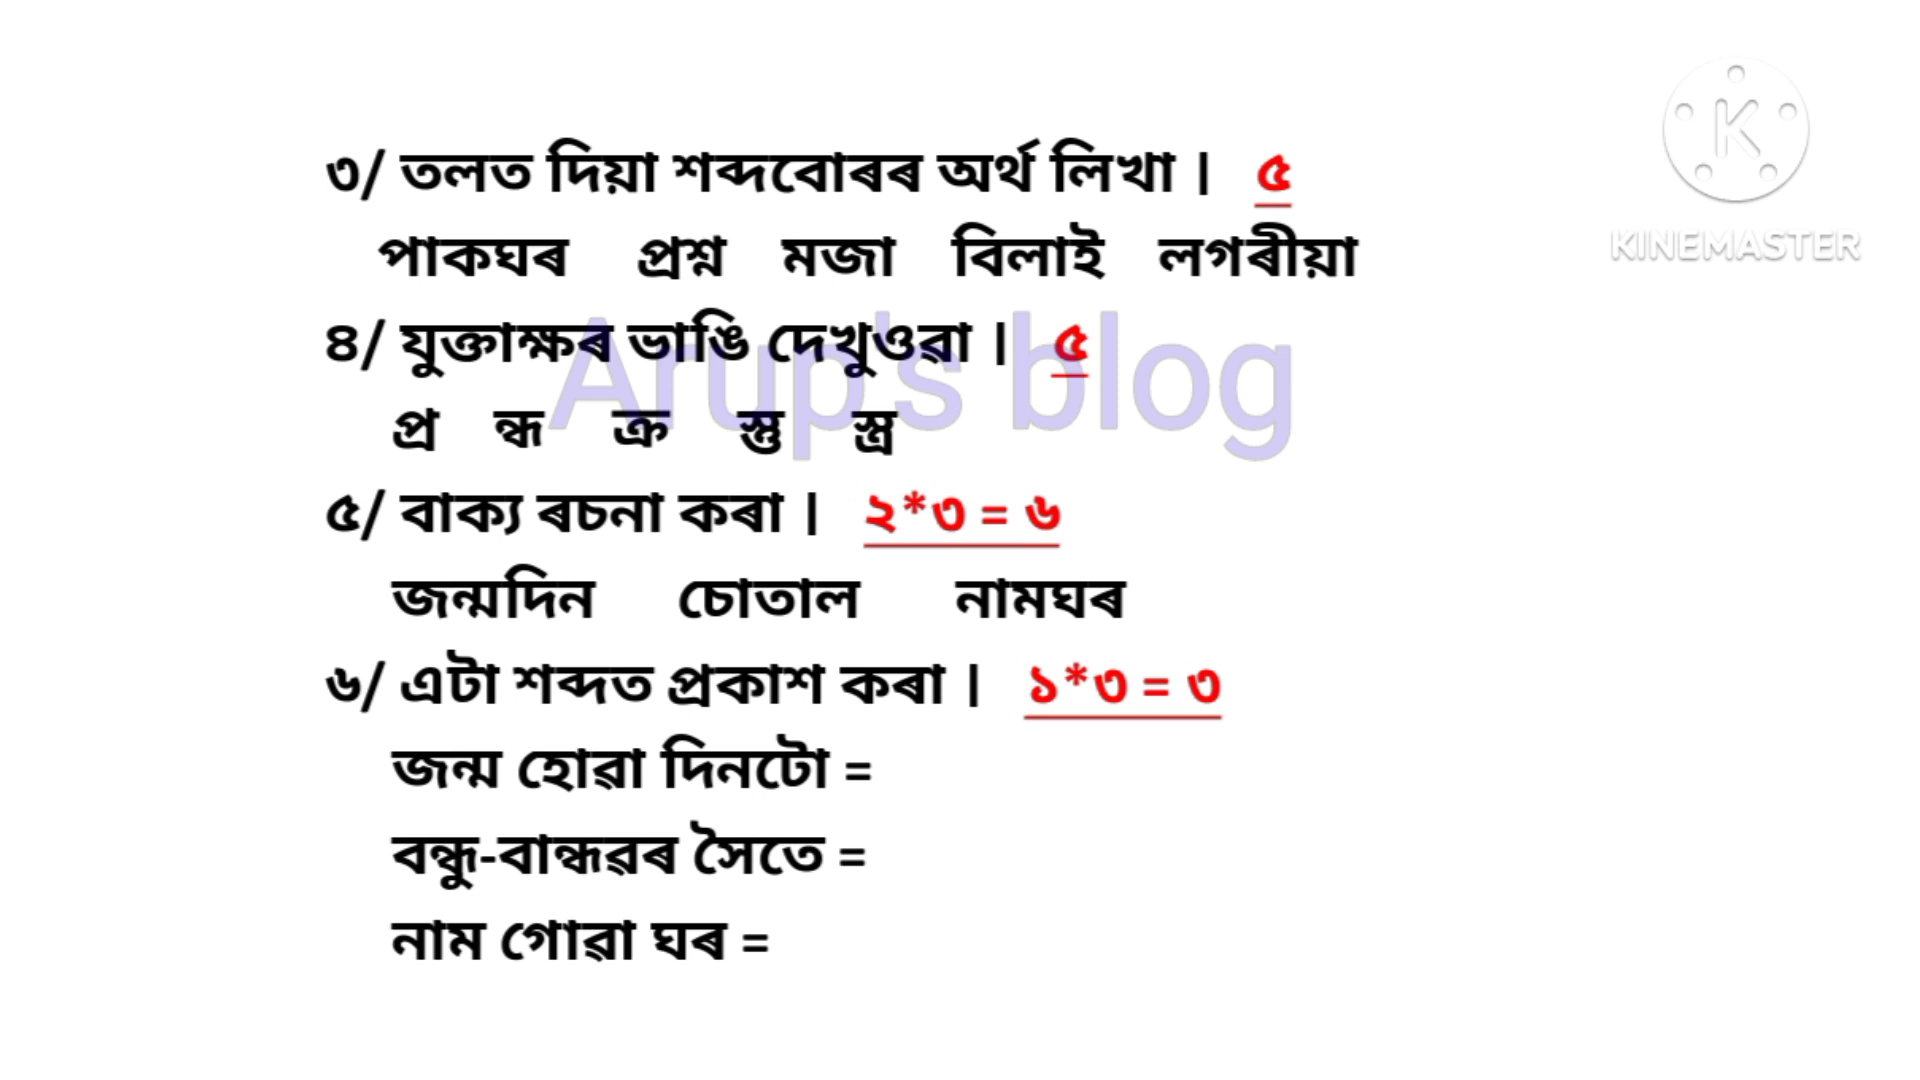 ৩/ তলত দিয়া শব্দবোৰৰ অৰ্থ লিখা । ৫
পাকঘৰ প্ৰশ্ন মজা বিলাই লগৰীয়া
৪/ যুক্তাক্ষৰ ভাঙি দেখুওৱা । ৫
প্ৰ ন্ধ ক্ৰ স্তু স্ত্ৰ
৫/ বাক্য ৰচনা কৰা । ২*৩ = ৬
জন্মদিন চোতাল নামঘৰ
৬/ এটা শব্দত প্ৰকাশ কৰা । ১*৩ = ৩
জন্ম হোৱা দিনটো =
বন্ধু-বান্ধৱৰ সৈতে =
নাম গোৱা ঘৰ =
Arup's blog
K
KINEMASTER